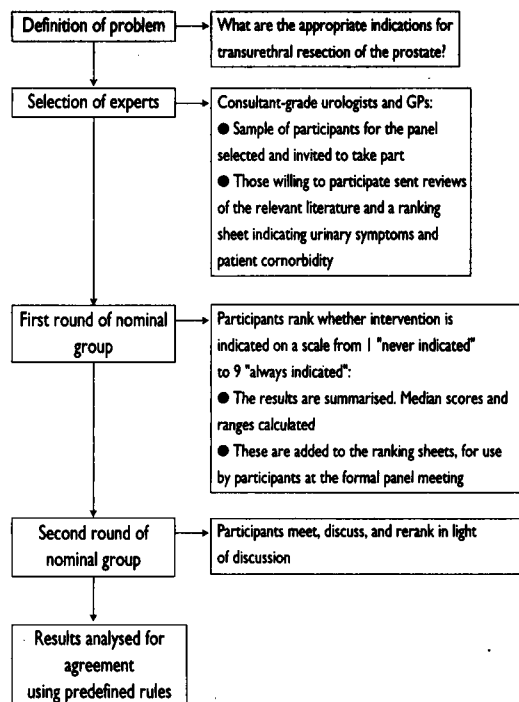 Definition of problem
What are the appropriate indications for
transurethral resection of the prostate?
Selection of experts
Consultant-grade urologists and GPs:
● Sample of participants for the panel
selected and invited to take part
● Those willing to participate sent reviews
of the relevant literature and a ranking
sheet indicating urinary symptoms and
patient cornorbidity
First round of nominal
group
Participants rank whether intervention is
indicated on a scale from 1 "never indicated"
to 9 "always indicated":
● The results are summarised. Median scores and
ranges calculated
● These are added to the ranking sheets, for use
by participants at the formal panel meeting
Second round of
nominal group
Participants meet, discuss, and rerank in light
of discussion
Results analysed for
agreement
using predefined rules